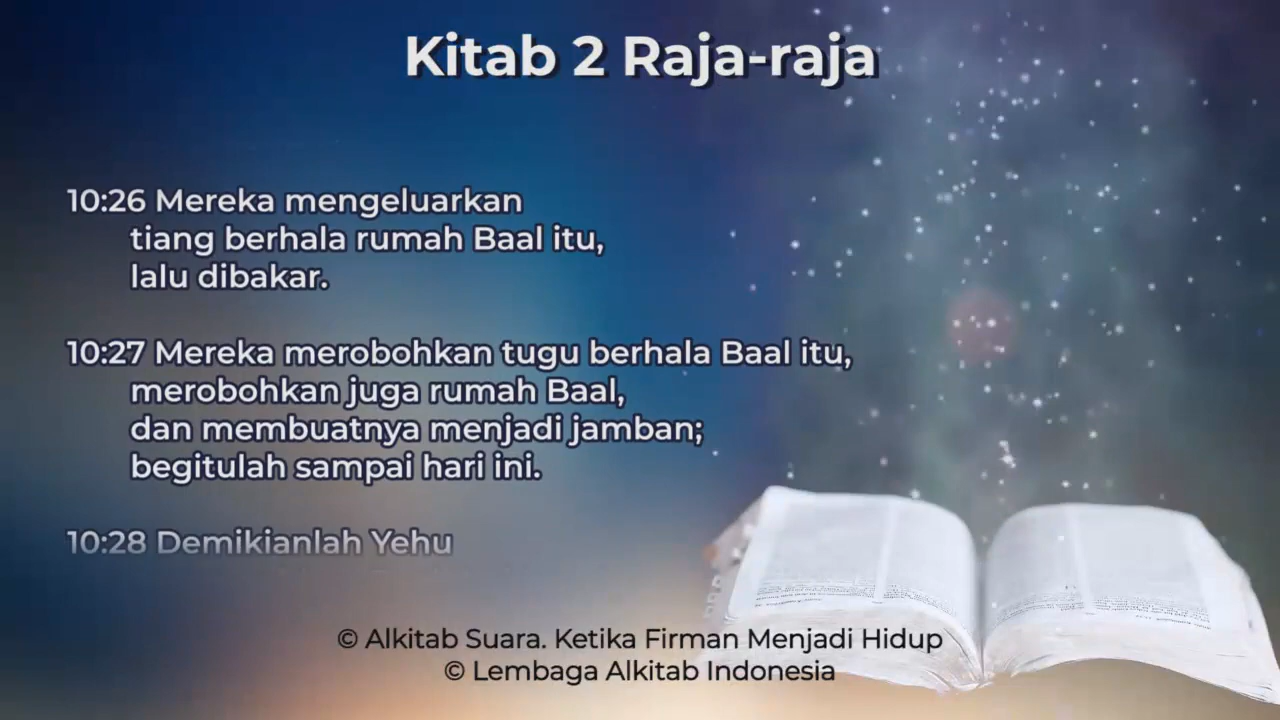 Kitab 2 Raja-raja
10:26 Mereka mengeluarkan
tiang berhala rumah Baal itu,
lalu dibakar.
10:27 Mereka merobohkan tugu berhala Baal itu,
merobohkan juga rumah Baal,
dan membuatnya menjadi jamban;
begitulah sampai hari ini.
10:28 Demikianlah Yehu
© Alkitab Suara. Ketika Firman Menjadi Hidup
© Lembaga Alkitab Indonesia